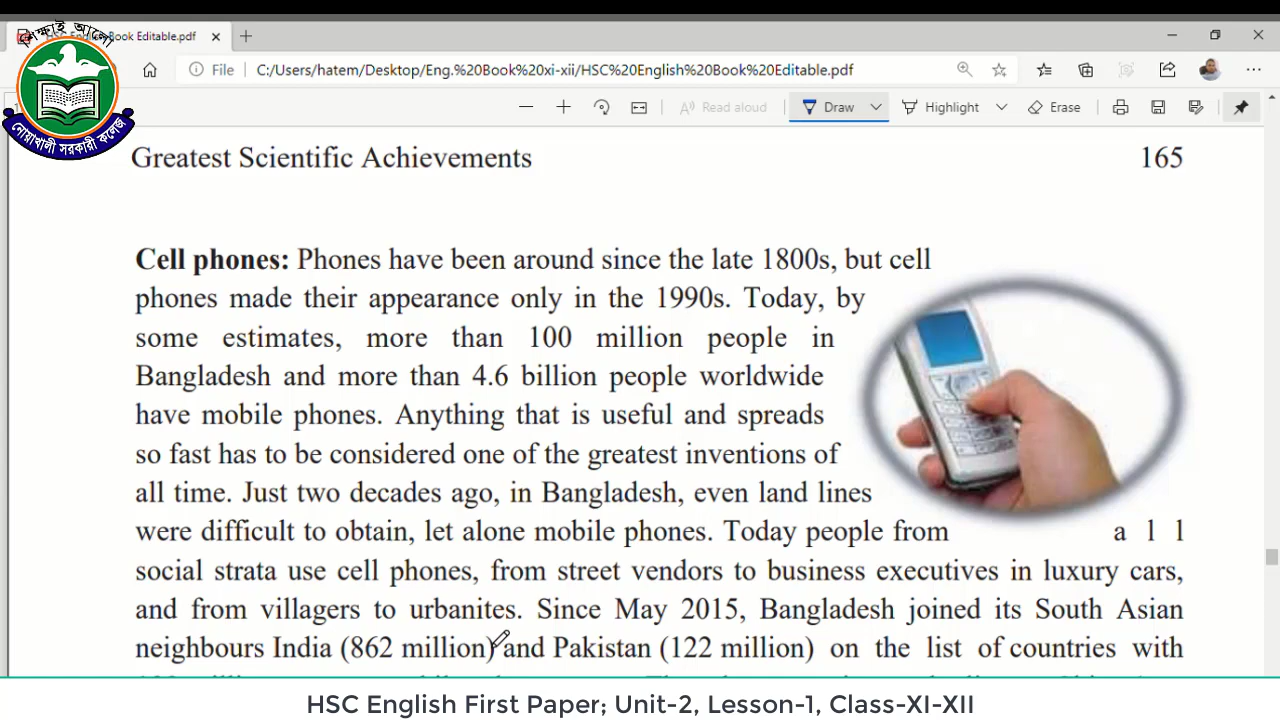 HSC English Book Editable.pdf
File C:/Users/hatem/Desktop/Eng.%20Book%20xi-xii/HSC%20English%20Book%20Editable.pdf
শিক্ষাই আলো
নোয়াখালী সরকারী কলেজ
Read aloud Draw Highlight Erase
Greatest Scientific Achievements 165
Cell phones: Phones have been around since the late 1800s, but cell
phones made their appearance only in the 1990s. Today, by
some estimates, more than 100 million people in
Bangladesh and more than 4.6 billion people worldwide
have mobile phones. Anything that is useful and spreads
so fast has to be considered one of the greatest inventions of
all time. Just two decades ago, in Bangladesh, even land lines
were difficult to obtain, let alone mobile phones. Today people from a l l
social strata use cell phones, from street vendors to business executives in luxury cars,
and from villagers to urbanites. Since May 2015, Bangladesh joined its South Asian
neighbours India (862 million) and Pakistan (122 million) on the list of countries with
HSC English First Paper; Unit-2, Lesson-1, Class-XI-XII